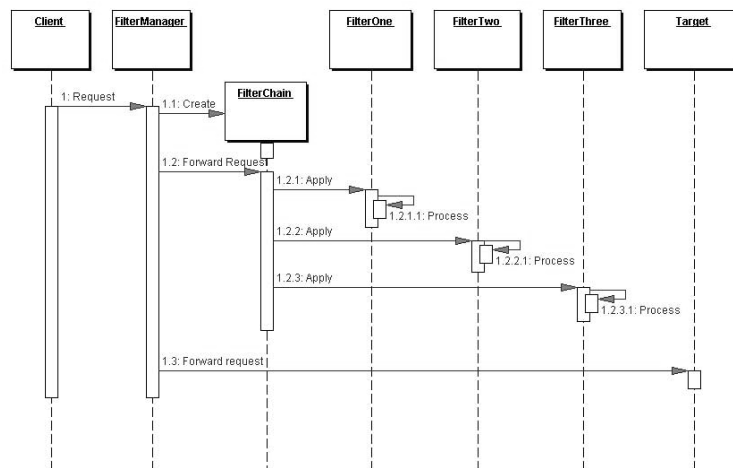 Client
FilterManager
FilterOne
FilterTwo
FilterThree
Target
FilterChain
1: Request
1.1: Create
1.2: Forward Request
1.2.1: Apply
1.2.1.1: Process
1.2.2: Apply
1.2.2.1: Process
1.2.3: Apply
1.2.3.1: Process
1.3: Forward request